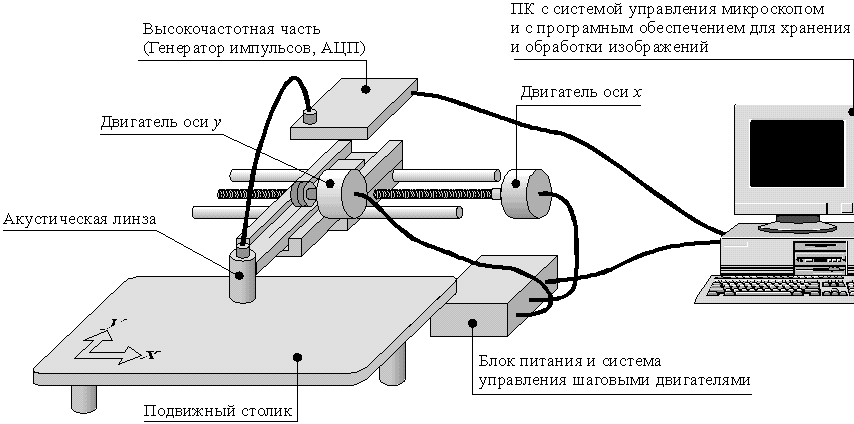 ПК с системой управления микроскопом
и с програмным обеспечением для хранения
и обработки изображений
Высокочастотная часть
(Генератор импульсов, АЦП)
Двигатель оси x
Двигатель оси y
Акустическая линза
Y
X
Блок питания и система
управления шаговыми двигателями
Подвижный столик